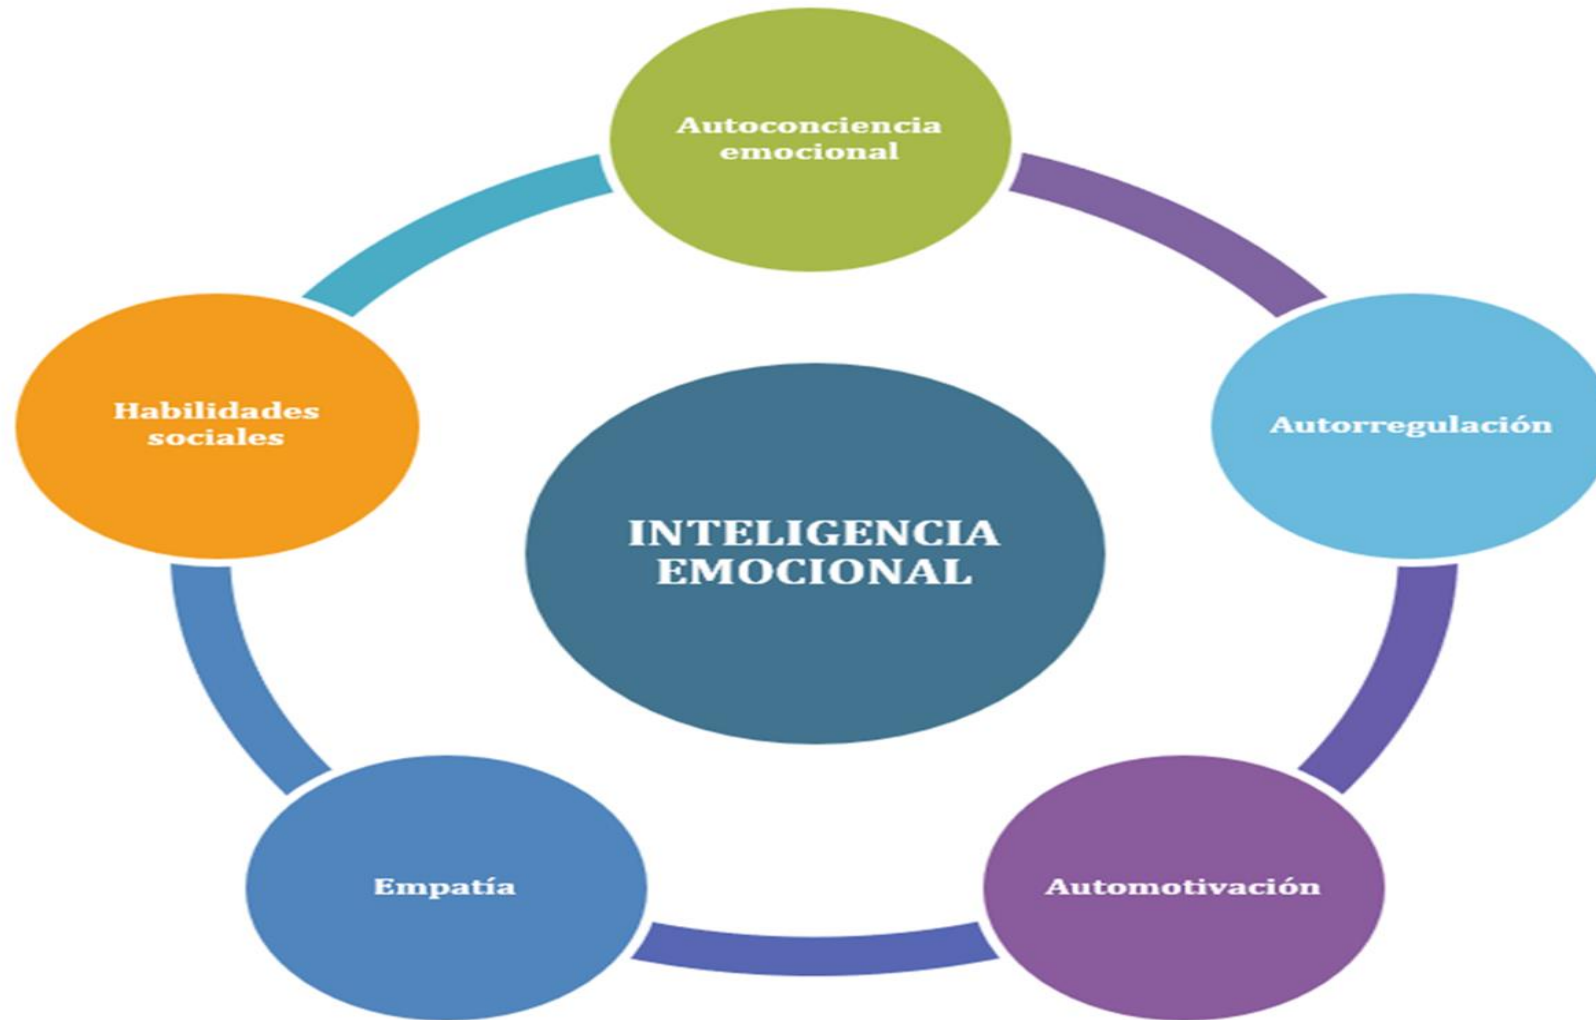 Autoconciencia
emocional
Habilidades
sociales
Autorregulación
INTELIGENCIA
EMOCIONAL
Empatía
Automotivación